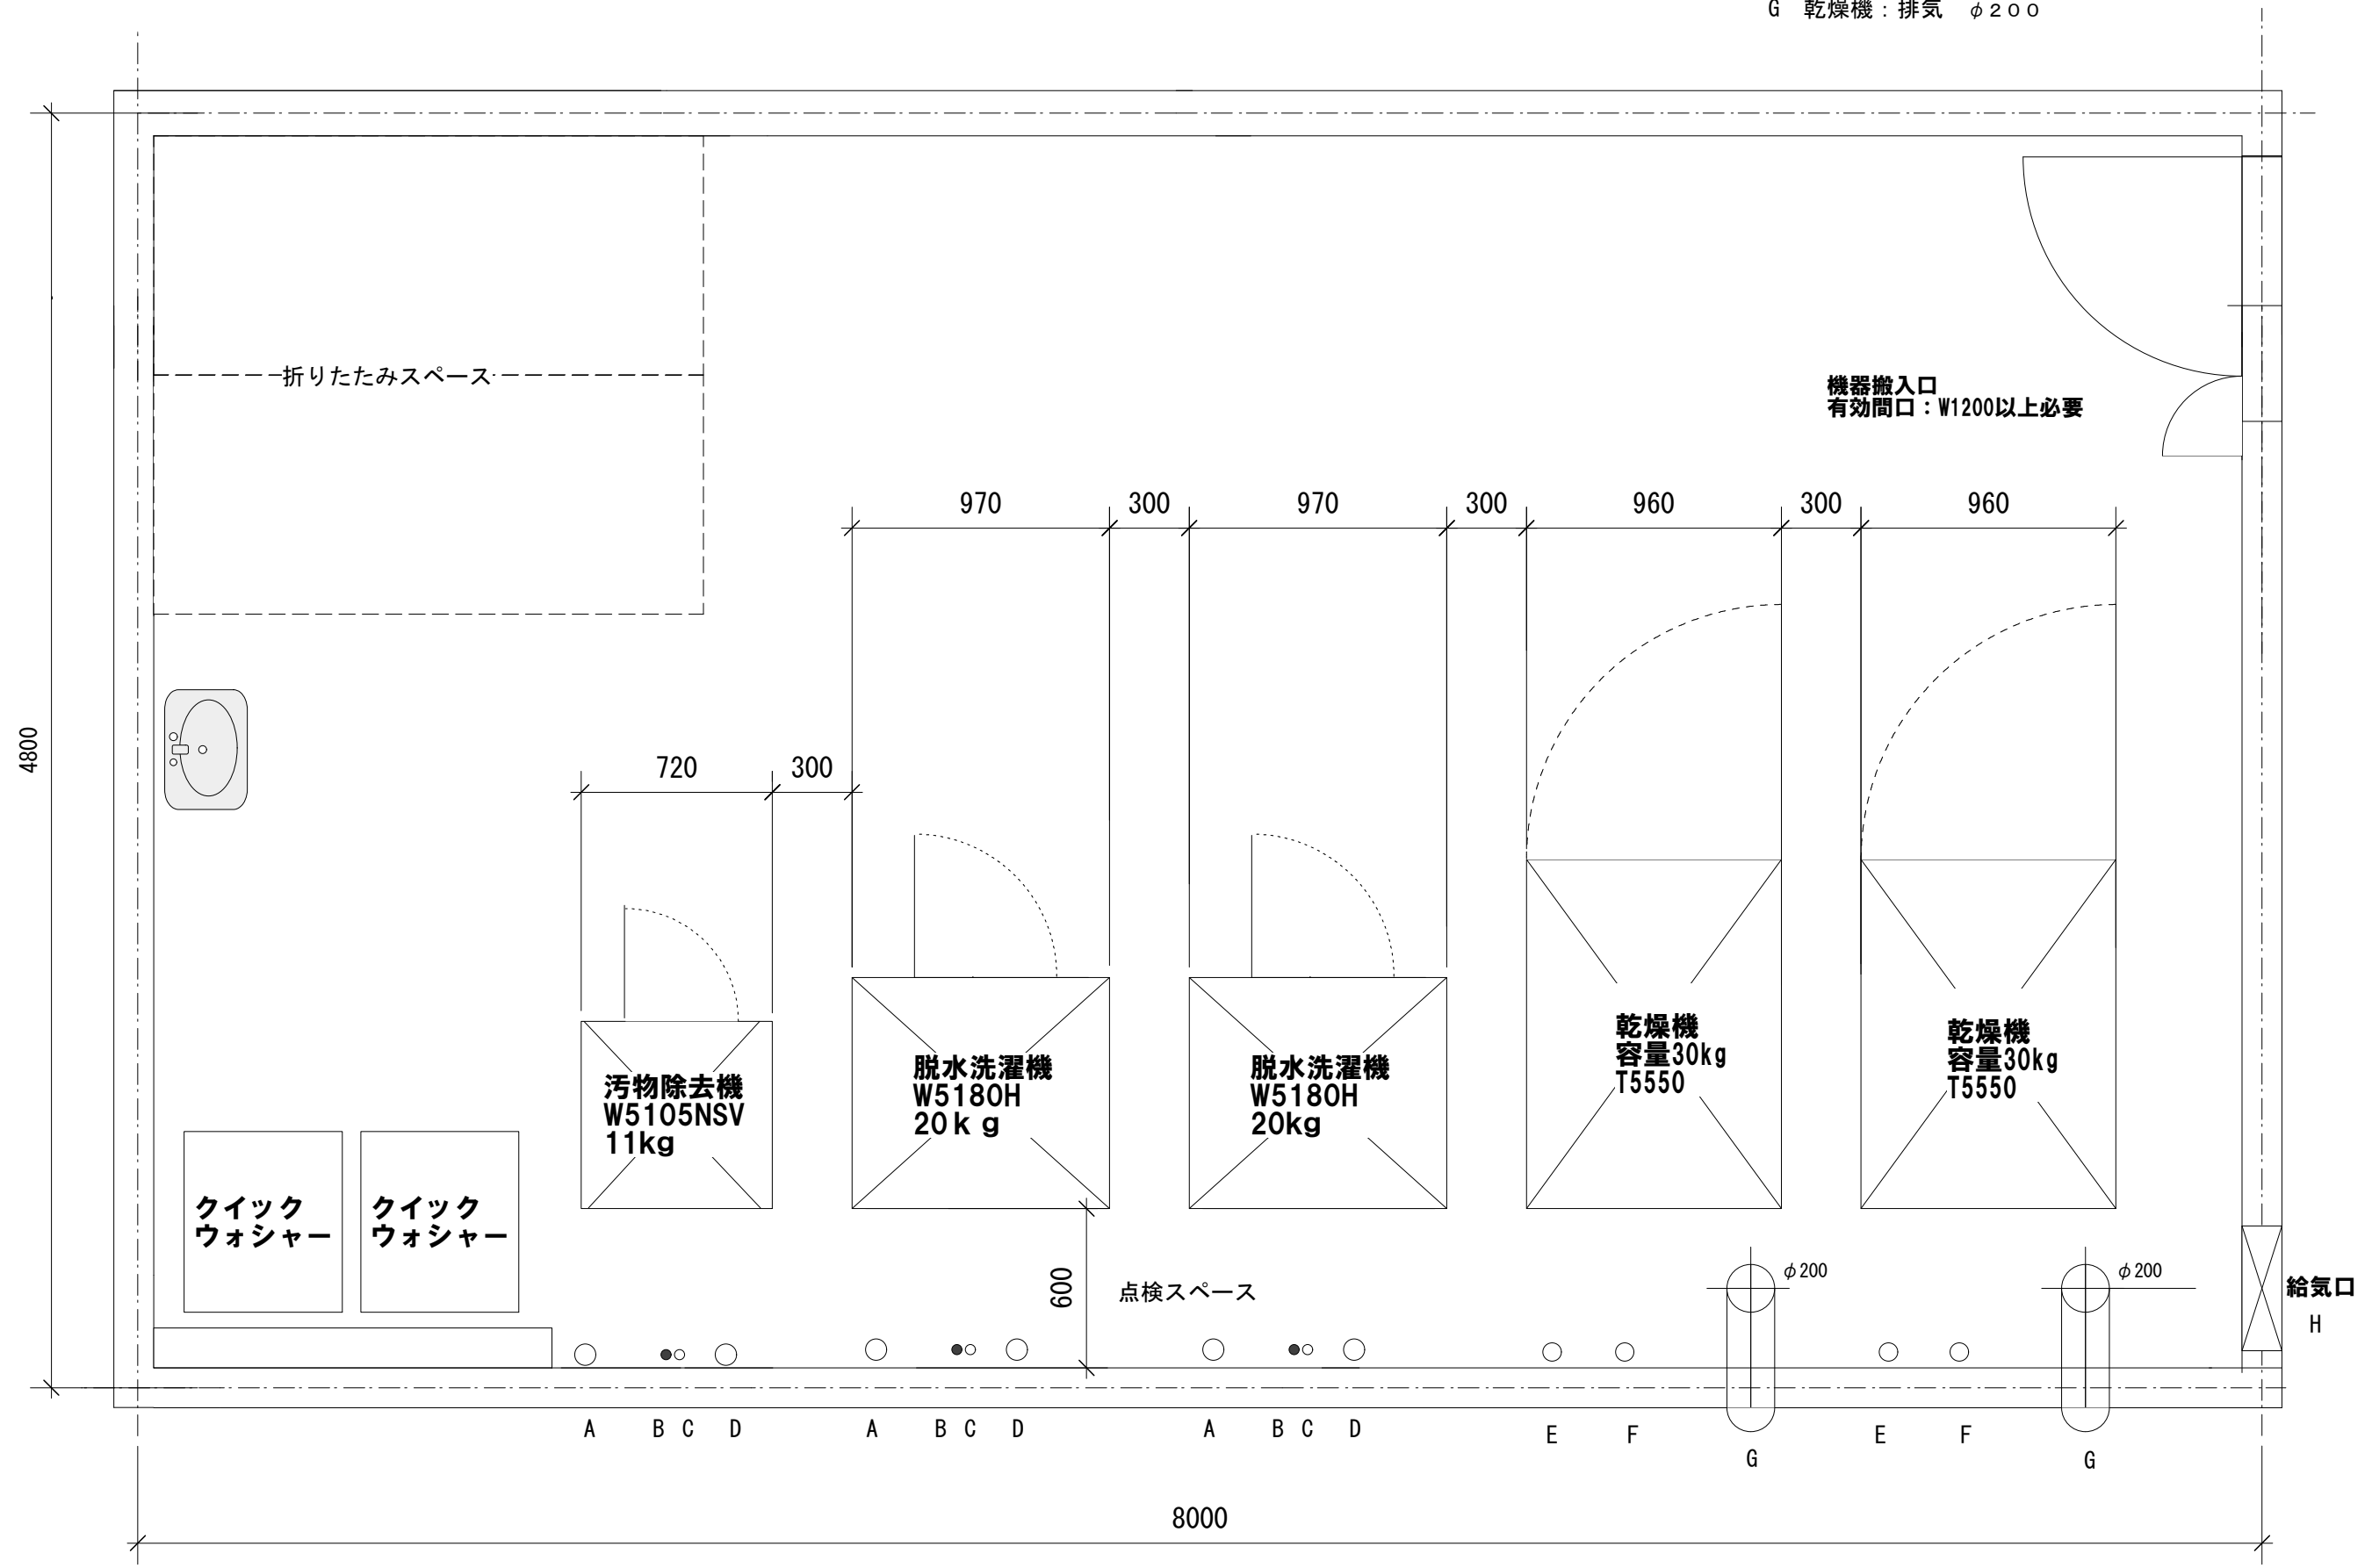 G 乾燥機：排気 φ200
折りたたみスペース
機器搬入口
有効間口：W1200以上必要
970 300 970 300 960 300 960
4800
720 300
汚物除去機
W5105NSV
11kg
脱水洗濯機
W5180H
20kg
脱水洗濯機
W5180H
20kg
乾燥機
容量30kg
T5550
乾燥機
容量30kg
T5550
クイック
ウォシャー
クイック
ウォシャー
600
点検スペース
φ200
φ200
給気口
H
A B C D A B C D A B C D E F G E F G
8000